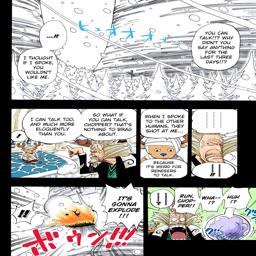 YOU CAN
TALK!!? WHY
DIDN'T YOU
SAY ANYTHING
FOR THE
LAST THREE
DAYS!!?
...!!
I THOUGHT
IF I SPOKE,
YOU
WOULDN'T
LIKE ME.
!!
WHEN I
SPOKE TO
THE OTHER
HUMANS,
THEY SHOT
AT ME...
BECAUSE
IT'S WEIRD FOR
REINDEERS
TO TALK.
SO WHAT IF
YOU CAN TALK,
CHOPPER? THAT'S
NOTHING TO
BRAG ABOUT.
I CAN TALK TOO,
AND MUCH MORE
ELOQUENTLY
THAN YOU.
HUH!?
WHA---!?
RUN,
CHOP-
PER!!
!!
IT'S
GONNA
EXPLODE
!!!
!!